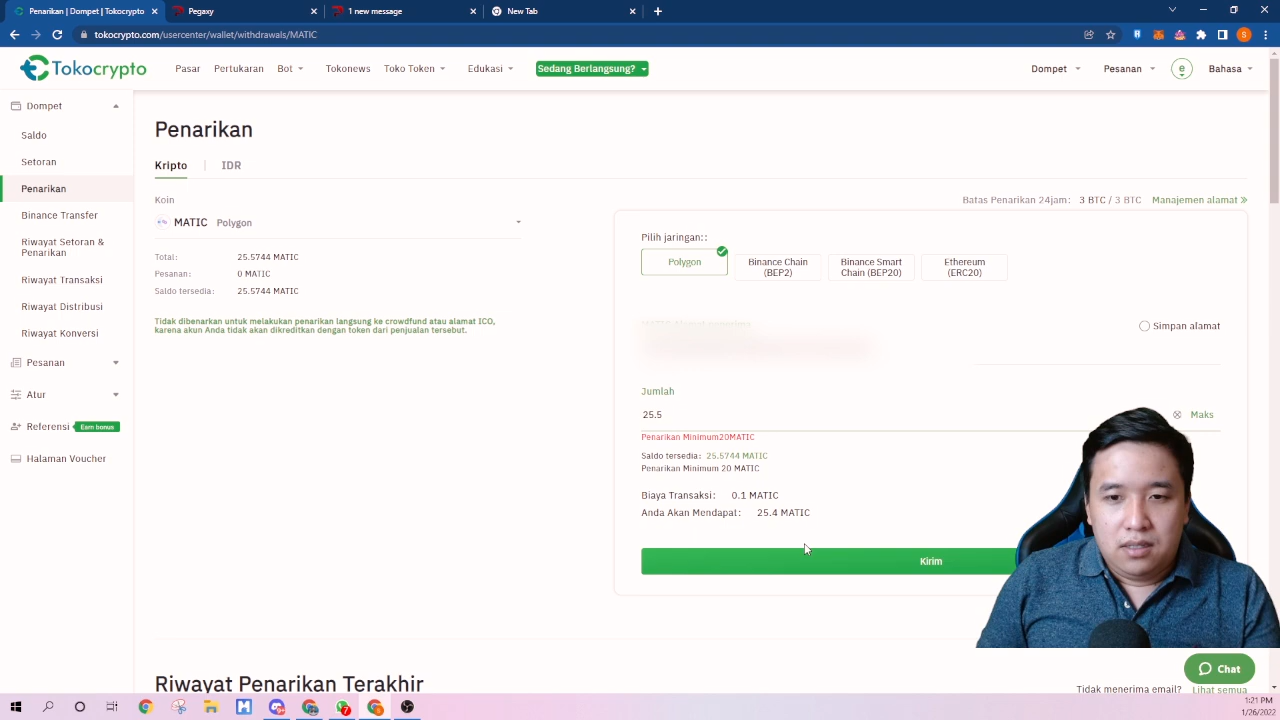 Penarikan Dompet | Tokocrypto
Pegaxy
1 new message
New Tab
tokocrypto.com/usercenter/wallet/withdrawals/MATIC
S
Tokocrypto
Pasar
Pertukaran
Bot
Tokonews
Toko Token
Edukasi
Sedang Berlangsung?
Dompet
Pesanan
e
Bahasa
Dompet
Saldo
Setoran
Penarikan
Binance Transfer
Riwayat Setoran &
Penarikan
Riwayat Transaksi
Riwayat Distribusi
Riwayat Konversi
Pesanan
Atur
Referensi
Earn bonus
Halaman Voucher
Penarikan
Kripto | IDR
Koin
MATIC Polygon
Total: 25.5744 MATIC
Pesanan: 0 MATIC
Saldo tersedia: 25.5744 MATIC
Tidak dibenarkan untuk melakukan penarikan langsung ke crowdfund atau alamat ICO,
karena akun Anda tidak akan dikreditkan dengan token dari penjualan tersebut.
Batas Penarikan 24jam: 3 BTC / 3 BTC Manajemen alamat
Pilih jaringan::
Polygon
Binance Chain
(BEP2)
Binance Smart
Chain (BEP20)
Ethereum
(ERC20)
Simpan alamat
Jumlah
25.5
Maks
Penarikan Minimum20MATIC
Saldo tersedia: 25.5744 MATIC
Penarikan Minimum 20 MATIC
Biaya Transaksi: 0.1 MATIC
Anda Akan Mendapat: 25.4 MATIC
Kirim
Riwayat Penarikan Terakhir
Tidak menerima email? Lihat semua
Chat
1:21 PM
1/26/2022